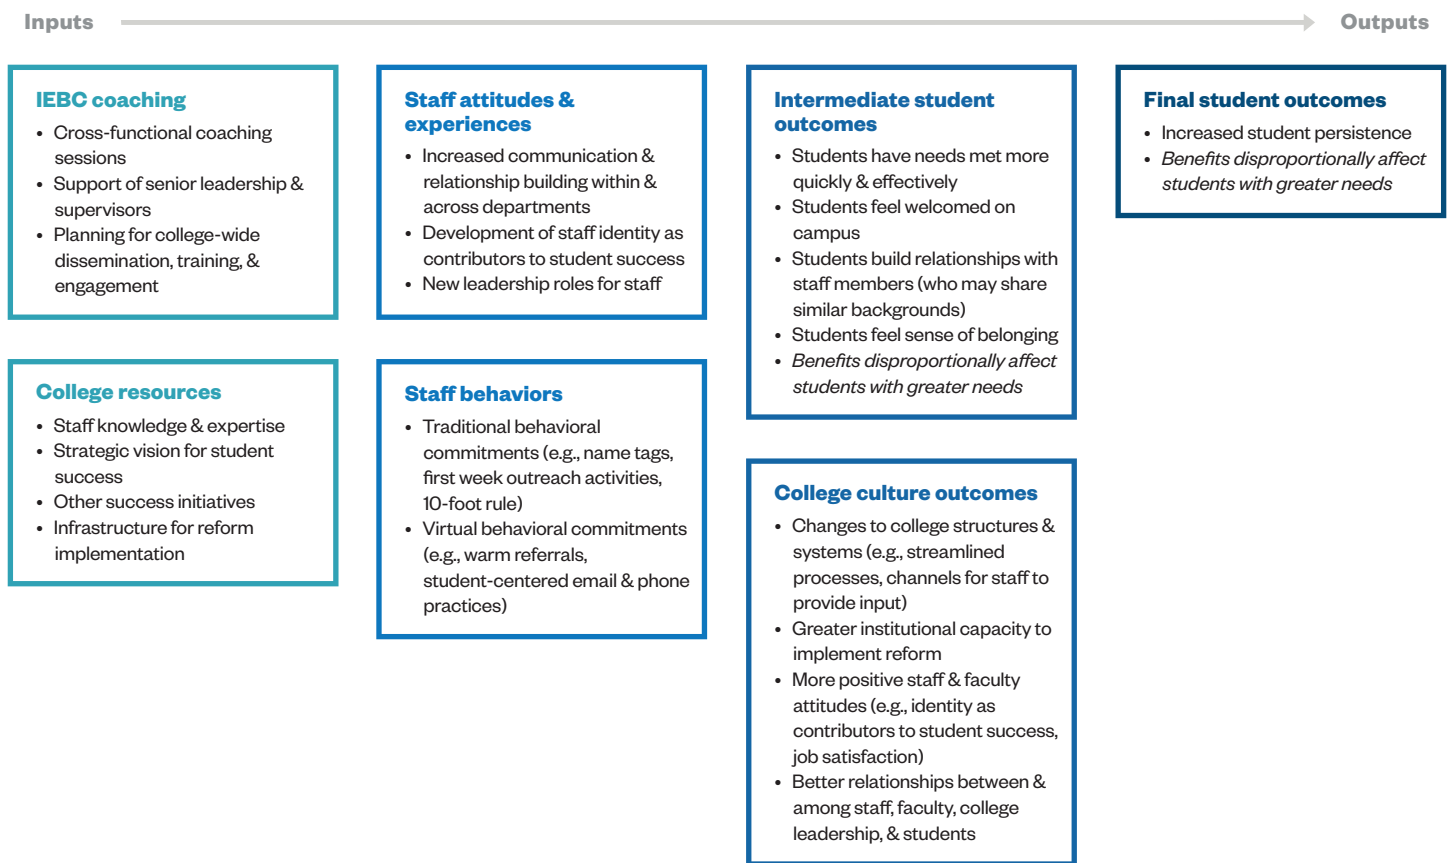 Inputs
Outputs
IEBC coaching
• Cross-functional coaching
sessions
• Support of senior leadership &
supervisors
• Planning for college-wide
dissemination, training, &
engagement
College resources
• Staff knowledge & expertise
• Strategic vision for student
success
• Other success initiatives
• Infrastructure for reform
implementation
Staff attitudes &
experiences
• Increased communication &
relationship building within &
across departments
• Development of staff identity as
contributors to student success
• New leadership roles for staff
Staff behaviors
• Traditional behavioral
commitments (e.g., name tags,
first week outreach activities,
10-foot rule)
• Virtual behavioral commitments
(e.g., warm referrals,
student-centered email & phone
practices)
Intermediate student
outcomes
• Students have needs met more
quickly & effectively
• Students feel welcomed on
campus
• Students build relationships with
staff members (who may share
similar backgrounds)
• Students feel sense of belonging
• Benefits disproportionally affect
students with greater needs
College culture outcomes
• Changes to college structures &
systems (e.g., streamlined
processes, channels for staff to
provide input)
• Greater institutional capacity to
implement reform
• More positive staff & faculty
attitudes (e.g., identity as
contributors to student success,
job satisfaction)
• Better relationships between &
among staff, faculty, college
leadership, & students
Final student outcomes
• Increased student persistence
• Benefits disproportionally affect
students with greater needs